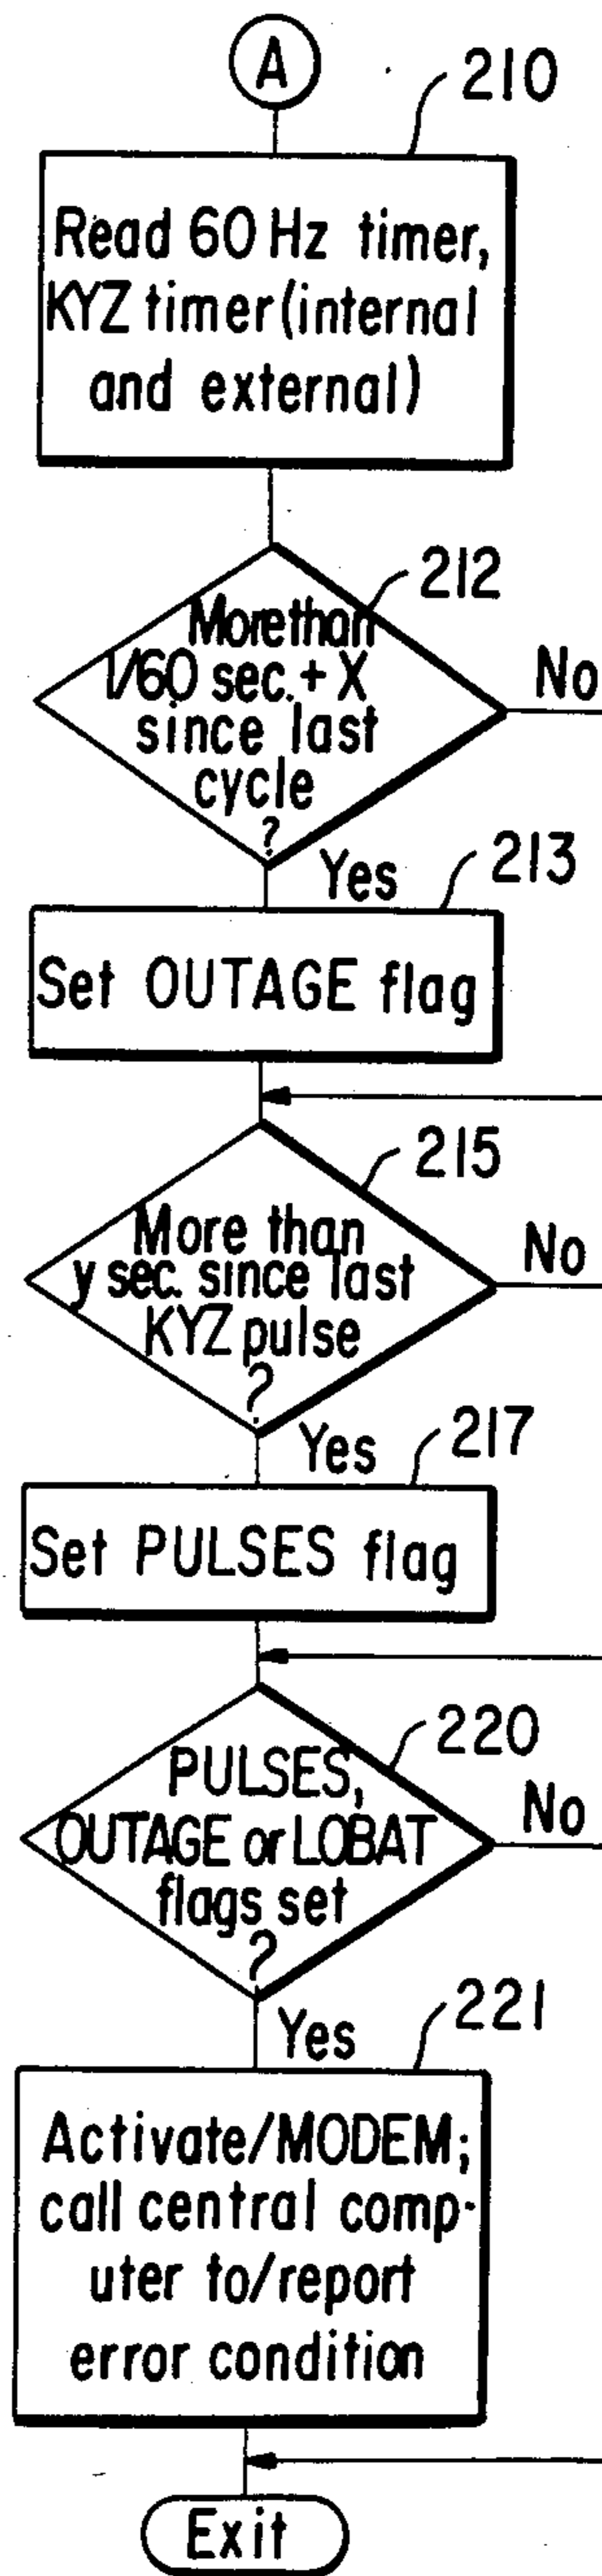 A
210
Read 60 Hz timer,
KYZ timer (internal
and external)
212
More than
1/60 sec. + X
since last
cycle
?
No
Yes
213
Set OUTAGE flag
215
More than
y sec. since last
KYZ pulse
?
No
Yes
217
Set PULSES flag
220
PULSES,
OUTAGE or LOBAT
flags set
?
No
Yes
221
Activate/MODEM;
call central comp-
uter to/report
error condition
Exit